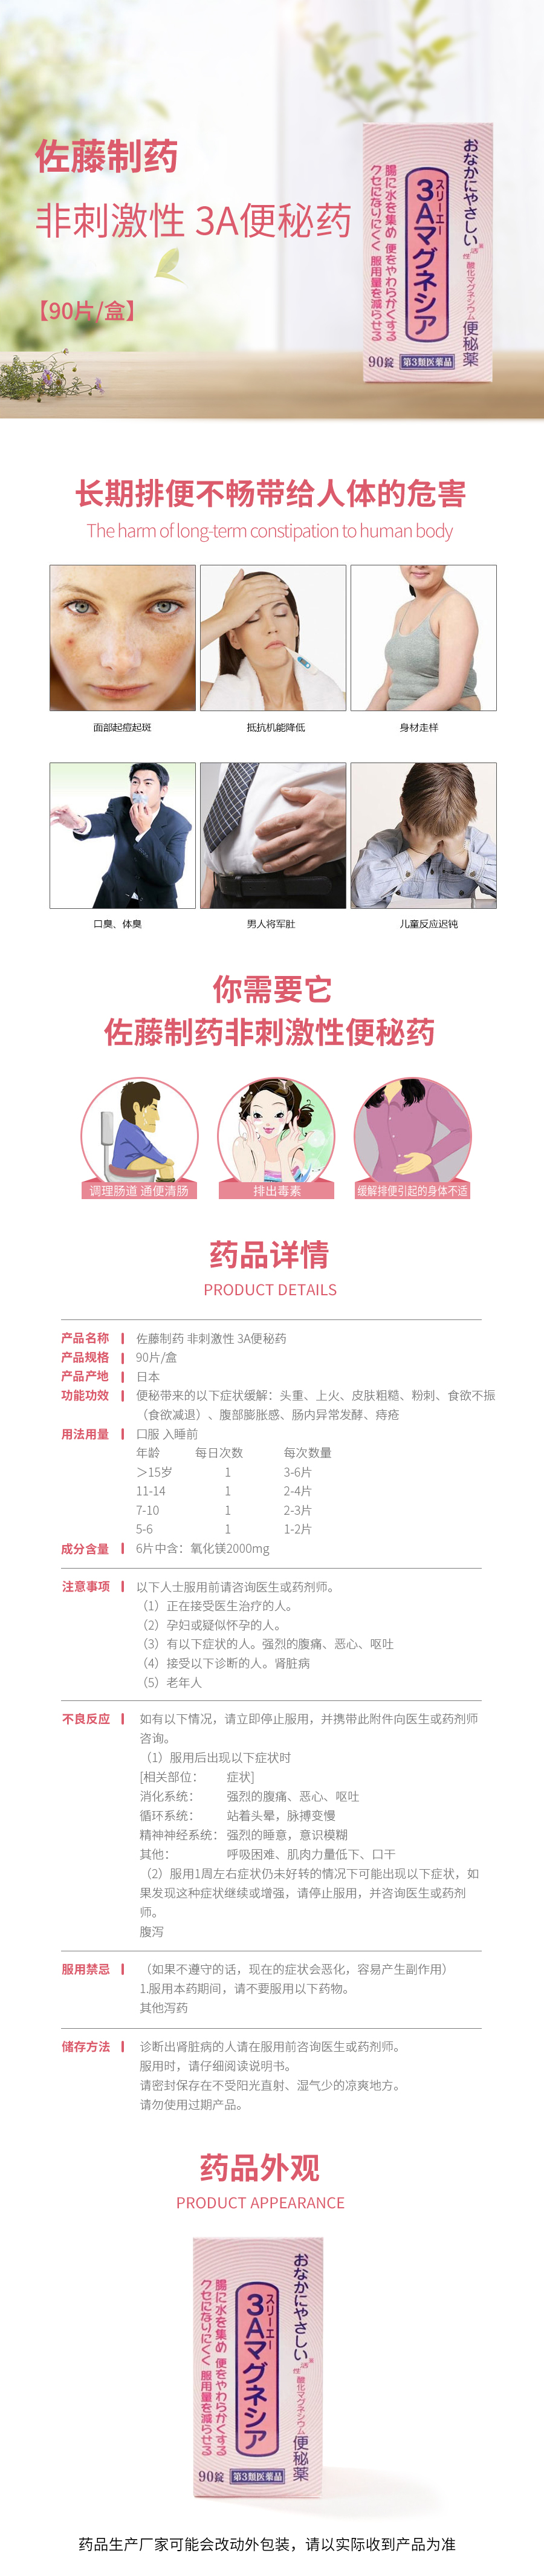 佐藤制药
非刺激性 3A便秘药
【90片/盒】
おなかにやさしい
酸化マグネシウム便秘薬
スリーエー
3Aマグネシア
腸に水を集め 便をやわらかくする
クセになりにくく 服用量を減らせる
90錠 第3類医薬品
长期排便不畅带给人体的危害
The harm of long-term constipation to human body
面部起痘起斑
抵抗机能降低
身材走样
口臭、体臭
男人将军肚
儿童反应迟钝
你需要它
佐藤制药非刺激性便秘药
调理肠道 通便清肠
排出毒素
缓解排便引起的身体不适
药品详情
PRODUCT DETAILS
产品名称 佐藤制药 非刺激性 3A便秘药
产品规格 90片/盒
产品产地 日本
功能功效 便秘带来的以下症状缓解：头重、上火、皮肤粗糙、粉刺、食欲不振
（食欲减退）、腹部膨胀感、肠内异常发酵、痔疮
用法用量 口服 入睡前
年龄 每日次数 每次数量
＞15岁 1 3-6片
11-14 1 2-4片
7-10 1 2-3片
5-6 1 1-2片
成分含量 6片中含：氧化镁2000mg
注意事项 以下人士服用前请咨询医生或药剂师。
（1）正在接受医生治疗的人。
（2）孕妇或疑似怀孕的人。
（3）有以下症状的人。强烈的腹痛、恶心、呕吐
（4）接受以下诊断的人。肾脏病
（5）老年人
不良反应 如有以下情况，请立即停止服用，并携带此附件向医生或药剂师
咨询。
（1）服用后出现以下症状时
[相关部位： 症状]
消化系统： 强烈的腹痛、恶心、呕吐
循环系统： 站着头晕，脉搏变慢
精神神经系统： 强烈的睡意，意识模糊
其他： 呼吸困难、肌肉力量低下、口干
（2）服用1周左右症状仍未好转的情况下可能出现以下症状，如
果发现这种症状继续或增强，请停止服用，并咨询医生或药剂
师。
腹泻
服用禁忌 （如果不遵守的话，现在的症状会恶化，容易产生副作用）
1.服用本药期间，请不要服用以下药物。
其他泻药
储存方法 诊断出肾脏病的人请在服用前咨询医生或药剂师。
服用时，请仔细阅读说明书。
请密封保存在不受阳光直射、湿气少的凉爽地方。
请勿使用过期产品。
药品外观
PRODUCT APPEARANCE
おなかにやさしい
酸化マグネシウム便秘薬
スリーエー
3Aマグネシア
腸に水を集め 便をやわらかくする
クセになりにくく 服用量を減らせる
90錠 第3類医薬品
药品生产厂家可能会改动外包装，请以实际收到产品为准